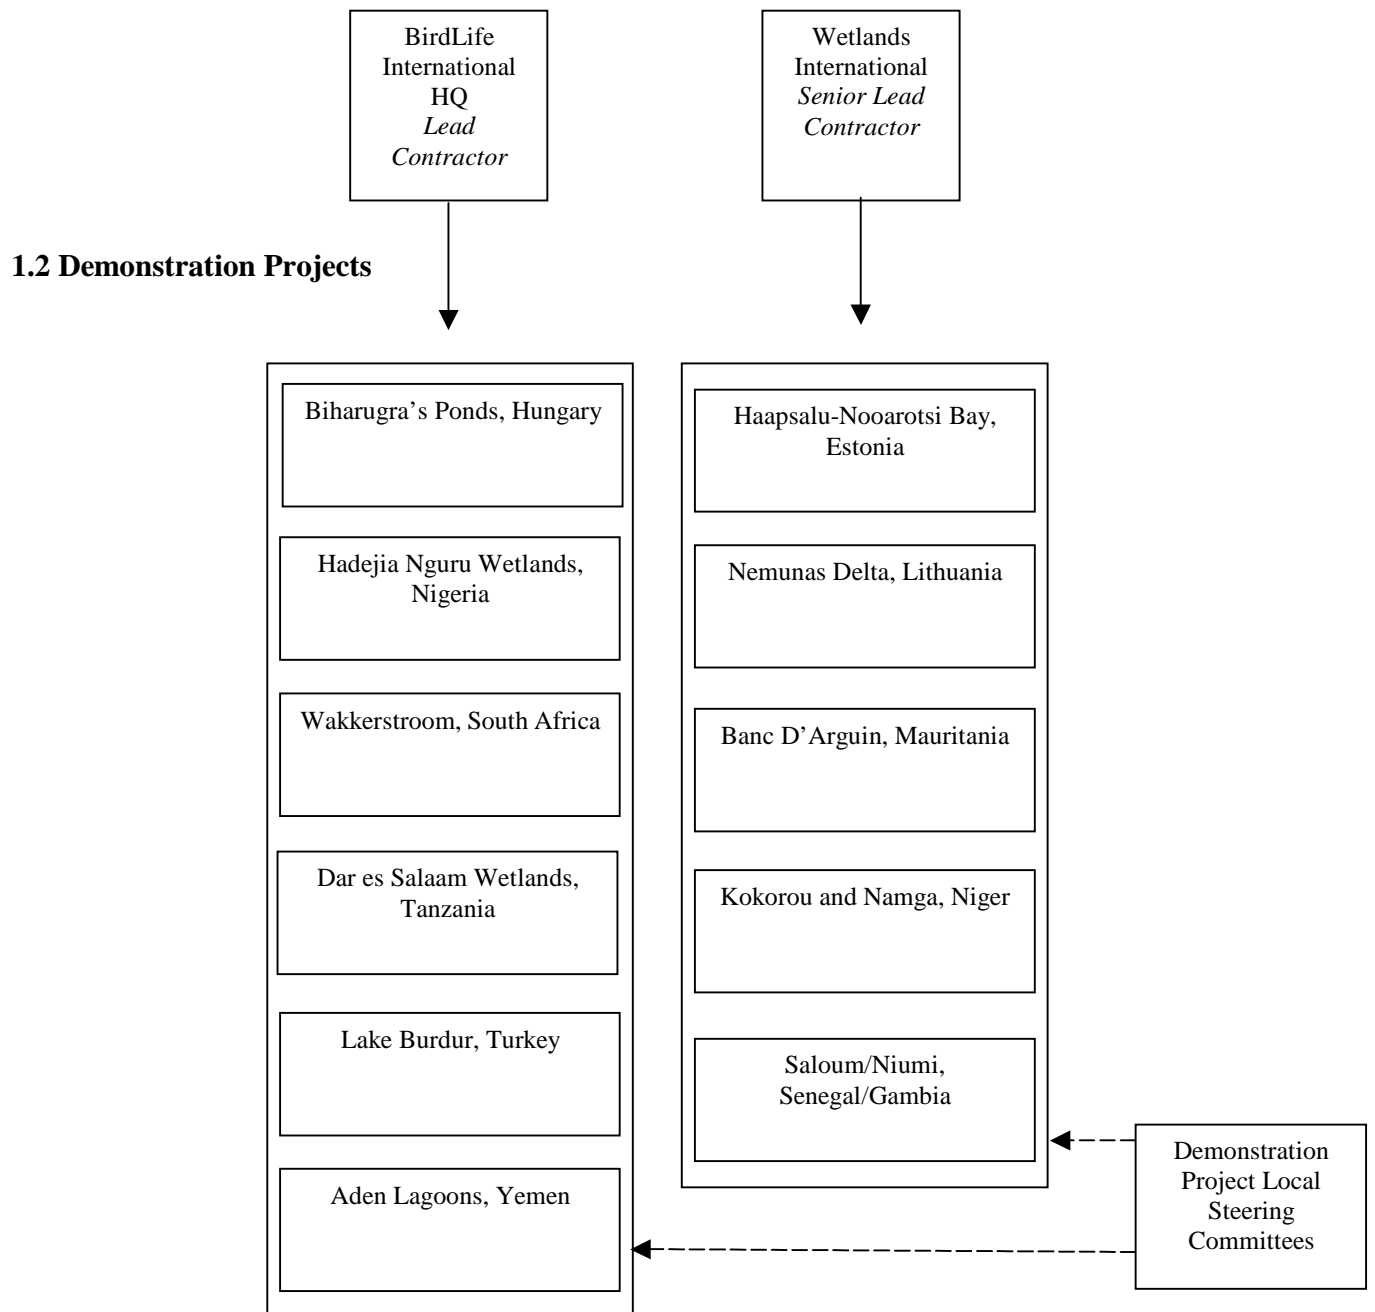 BirdLife
International
HQ
Lead
Contractor
Wetlands
International
Senior Lead
Contractor
1.2 Demonstration Projects
Biharugra’s Ponds, Hungary
Hadejia Nguru Wetlands,
Nigeria
Wakkerstroom, South Africa
Dar es Salaam Wetlands,
Tanzania
Lake Burdur, Turkey
Aden Lagoons, Yemen
Haapsalu-Nooarotsi Bay,
Estonia
Nemunas Delta, Lithuania
Banc D’Arguin, Mauritania
Kokorou and Namga, Niger
Saloum/Niumi,
Senegal/Gambia
Demonstration
Project Local
Steering
Committees